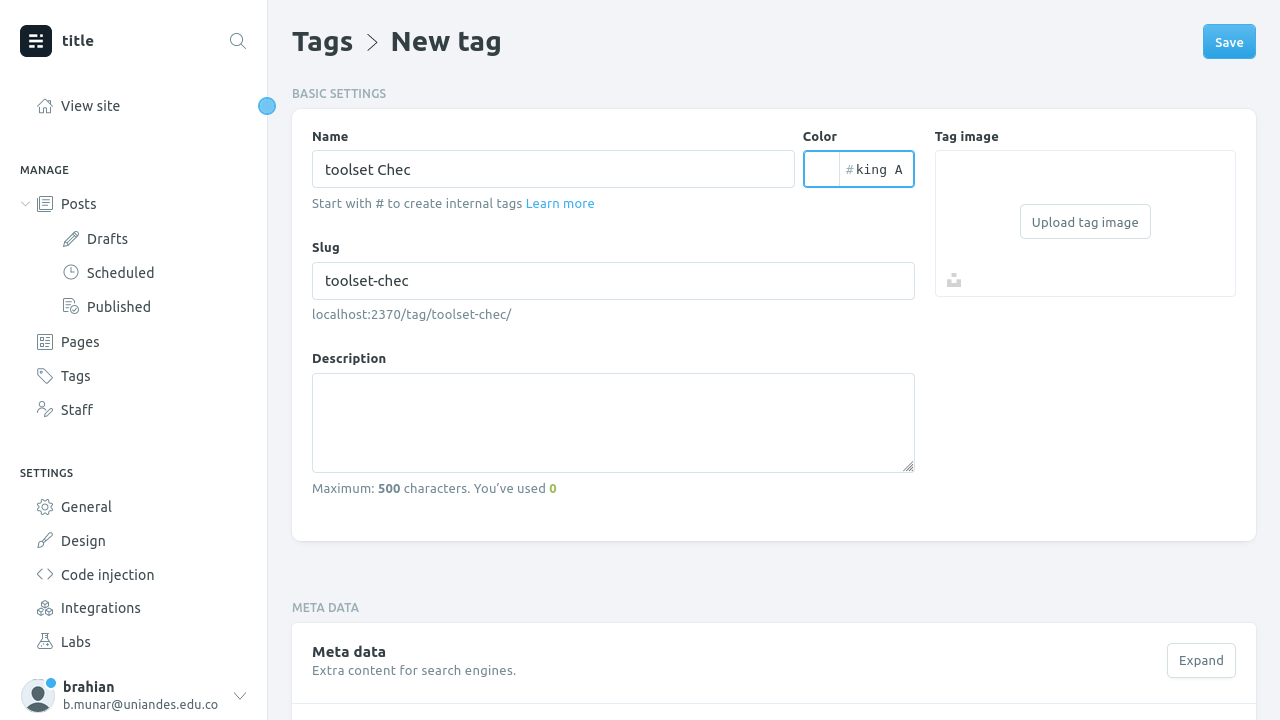 title
View site
MANAGE
Posts
Drafts
Scheduled
Published
Pages
Tags
Staff
SETTINGS
General
Design
Code injection
Integrations
Labs
brahian
b.munar@uniandes.edu.co
Tags > New tag
Save
BASIC SETTINGS
Name
toolset Chec
Start with # to create internal tags Learn more
Color
#king A
Slug
toolset-chec
localhost:2370/tag/toolset-chec/
Description
Maximum: 500 characters. You’ve used 0
Tag image
Upload tag image
META DATA
Meta data
Extra content for search engines.
Expand